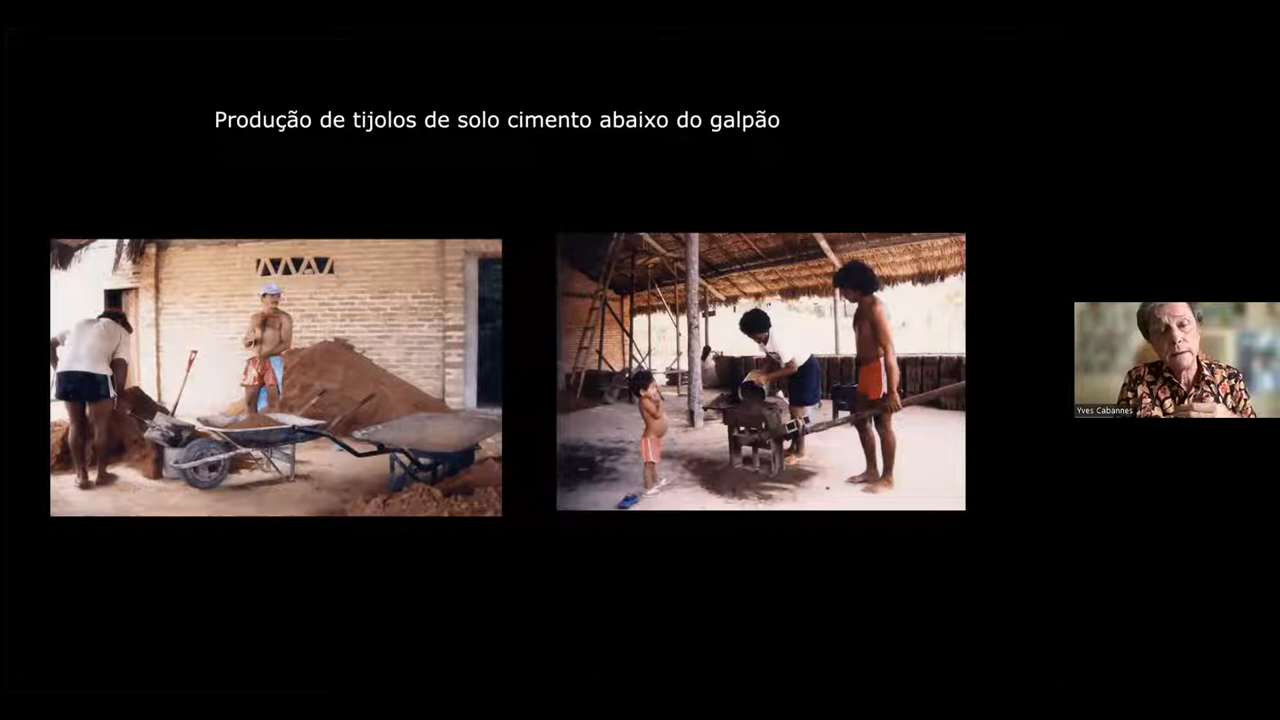 Produção de tijolos de solo cimento abaixo do galpão
Yves Cabannes